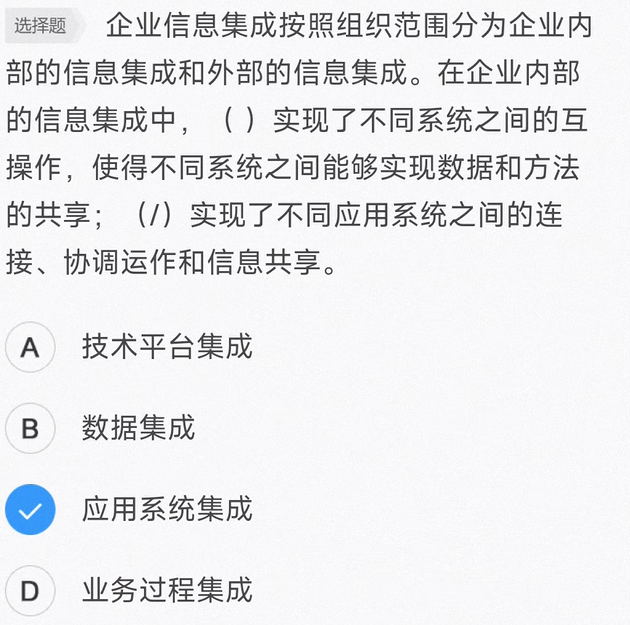 选择题 企业信息集成按照组织范围分为企业内
部的信息集成和外部的信息集成。在企业内部
的信息集成中，（ ）实现了不同系统之间的互
操作，使得不同系统之间能够实现数据和方法
的共享；（/）实现了不同应用系统之间的连
接、协调运作和信息共享。
A 技术平台集成
B 数据集成
应用系统集成
D 业务过程集成